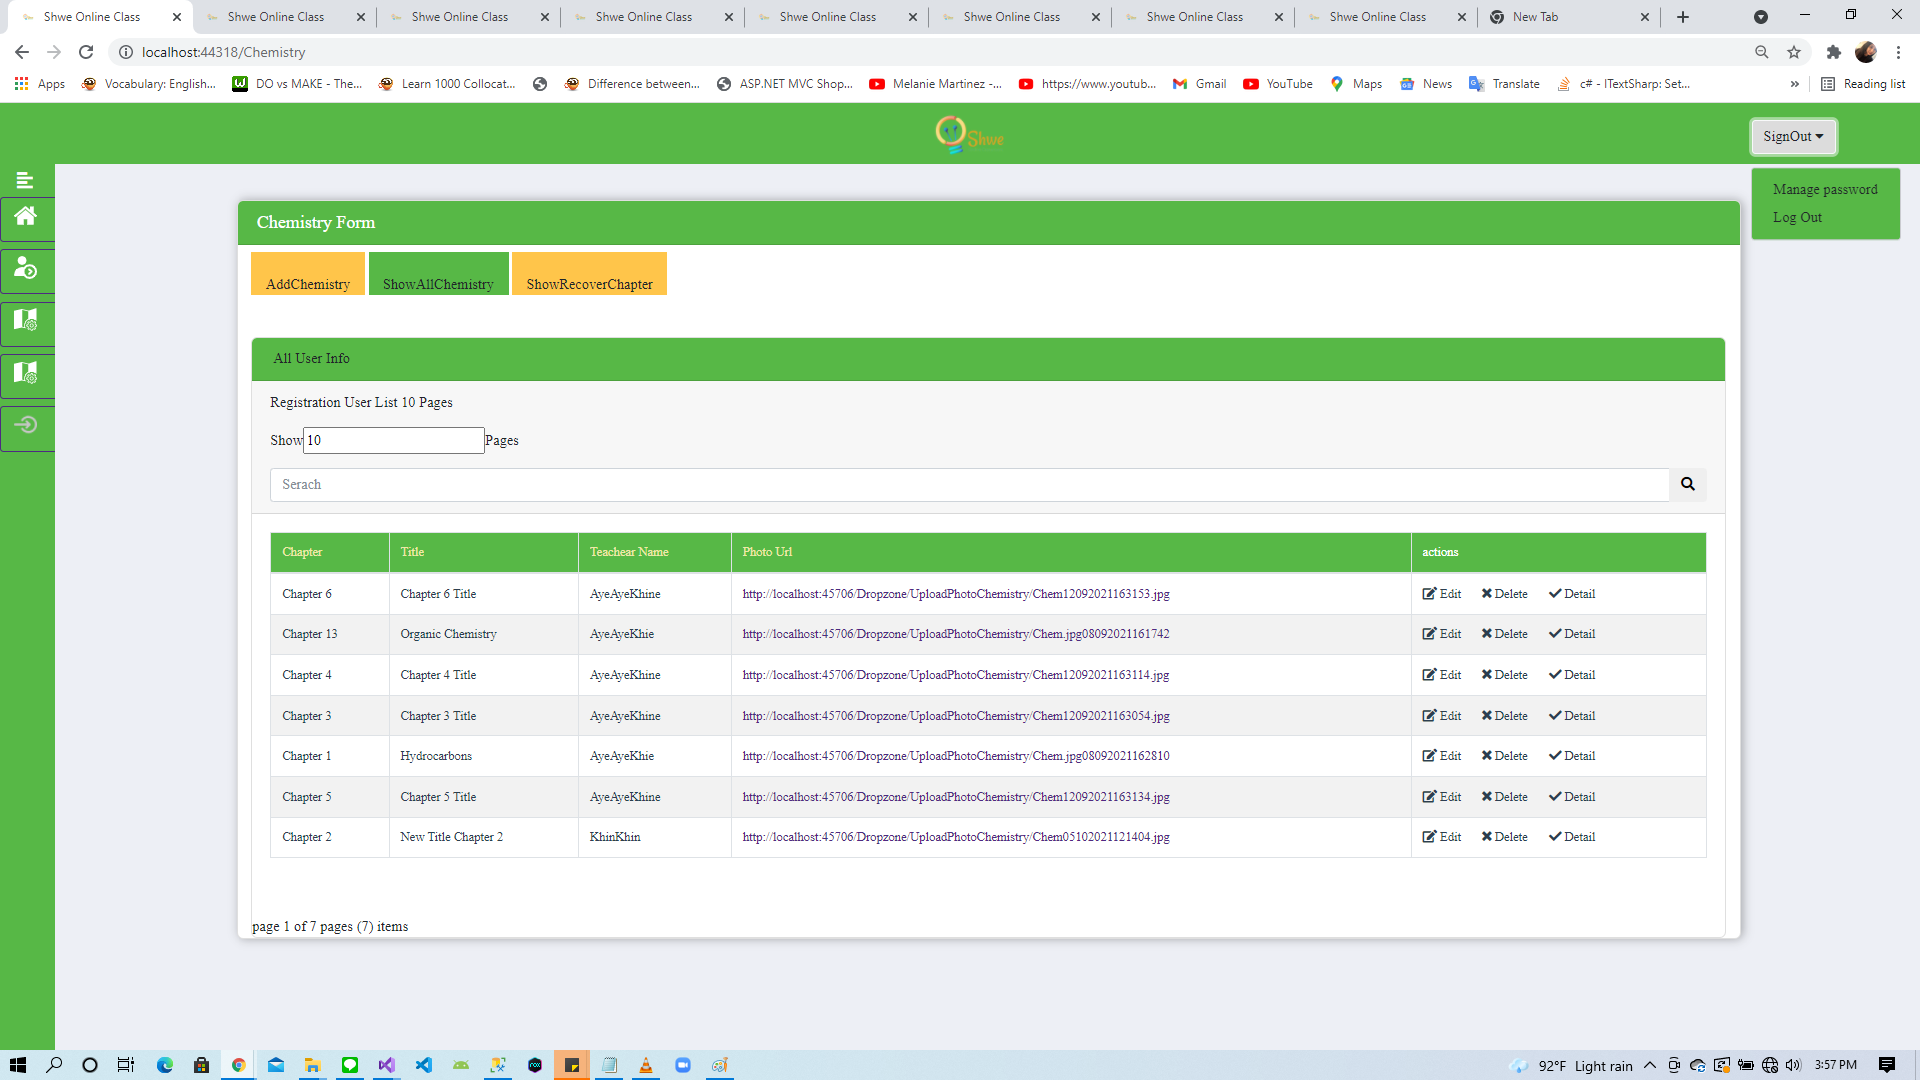 Shwe Online Class
Shwe Online Class
Shwe Online Class
Shwe Online Class
Shwe Online Class
Shwe Online Class
Shwe Online Class
Shwe Online Class
New Tab
localhost:44318/Chemistry
Apps
Vocabulary: English...
DO vs MAKE - The...
Learn 1000 Collocat...
Difference between...
ASP.NET MVC Shop...
Melanie Martinez -...
https://www.youtub...
Gmail
YouTube
Maps
News
Translate
c# - ITextSharp: Set...
»
Reading list
Shwe
SignOut
Manage password
Log Out
Chemistry Form
AddChemistry
ShowAllChemistry
ShowRecoverChapter
All User Info
Registration User List 10 Pages
Show 10 Pages
Serach
Chapter Title Teachear Name Photo Url actions
Chapter 6 Chapter 6 Title AyeAyeKhine http://localhost:45706/Dropzone/UploadPhotoChemistry/Chem12092021163153.jpg Edit Delete Detail
Chapter 13 Organic Chemistry AyeAyeKhie http://localhost:45706/Dropzone/UploadPhotoChemistry/Chem.jpg08092021161742 Edit Delete Detail
Chapter 4 Chapter 4 Title AyeAyeKhine http://localhost:45706/Dropzone/UploadPhotoChemistry/Chem12092021163114.jpg Edit Delete Detail
Chapter 3 Chapter 3 Title AyeAyeKhine http://localhost:45706/Dropzone/UploadPhotoChemistry/Chem12092021163054.jpg Edit Delete Detail
Chapter 1 Hydrocarbons AyeAyeKhie http://localhost:45706/Dropzone/UploadPhotoChemistry/Chem.jpg08092021162810 Edit Delete Detail
Chapter 5 Chapter 5 Title AyeAyeKhine http://localhost:45706/Dropzone/UploadPhotoChemistry/Chem12092021163134.jpg Edit Delete Detail
Chapter 2 New Title Chapter 2 KhinKhin http://localhost:45706/Dropzone/UploadPhotoChemistry/Chem05102021121404.jpg Edit Delete Detail
page 1 of 7 pages (7) items
92°F Light rain
3:57 PM